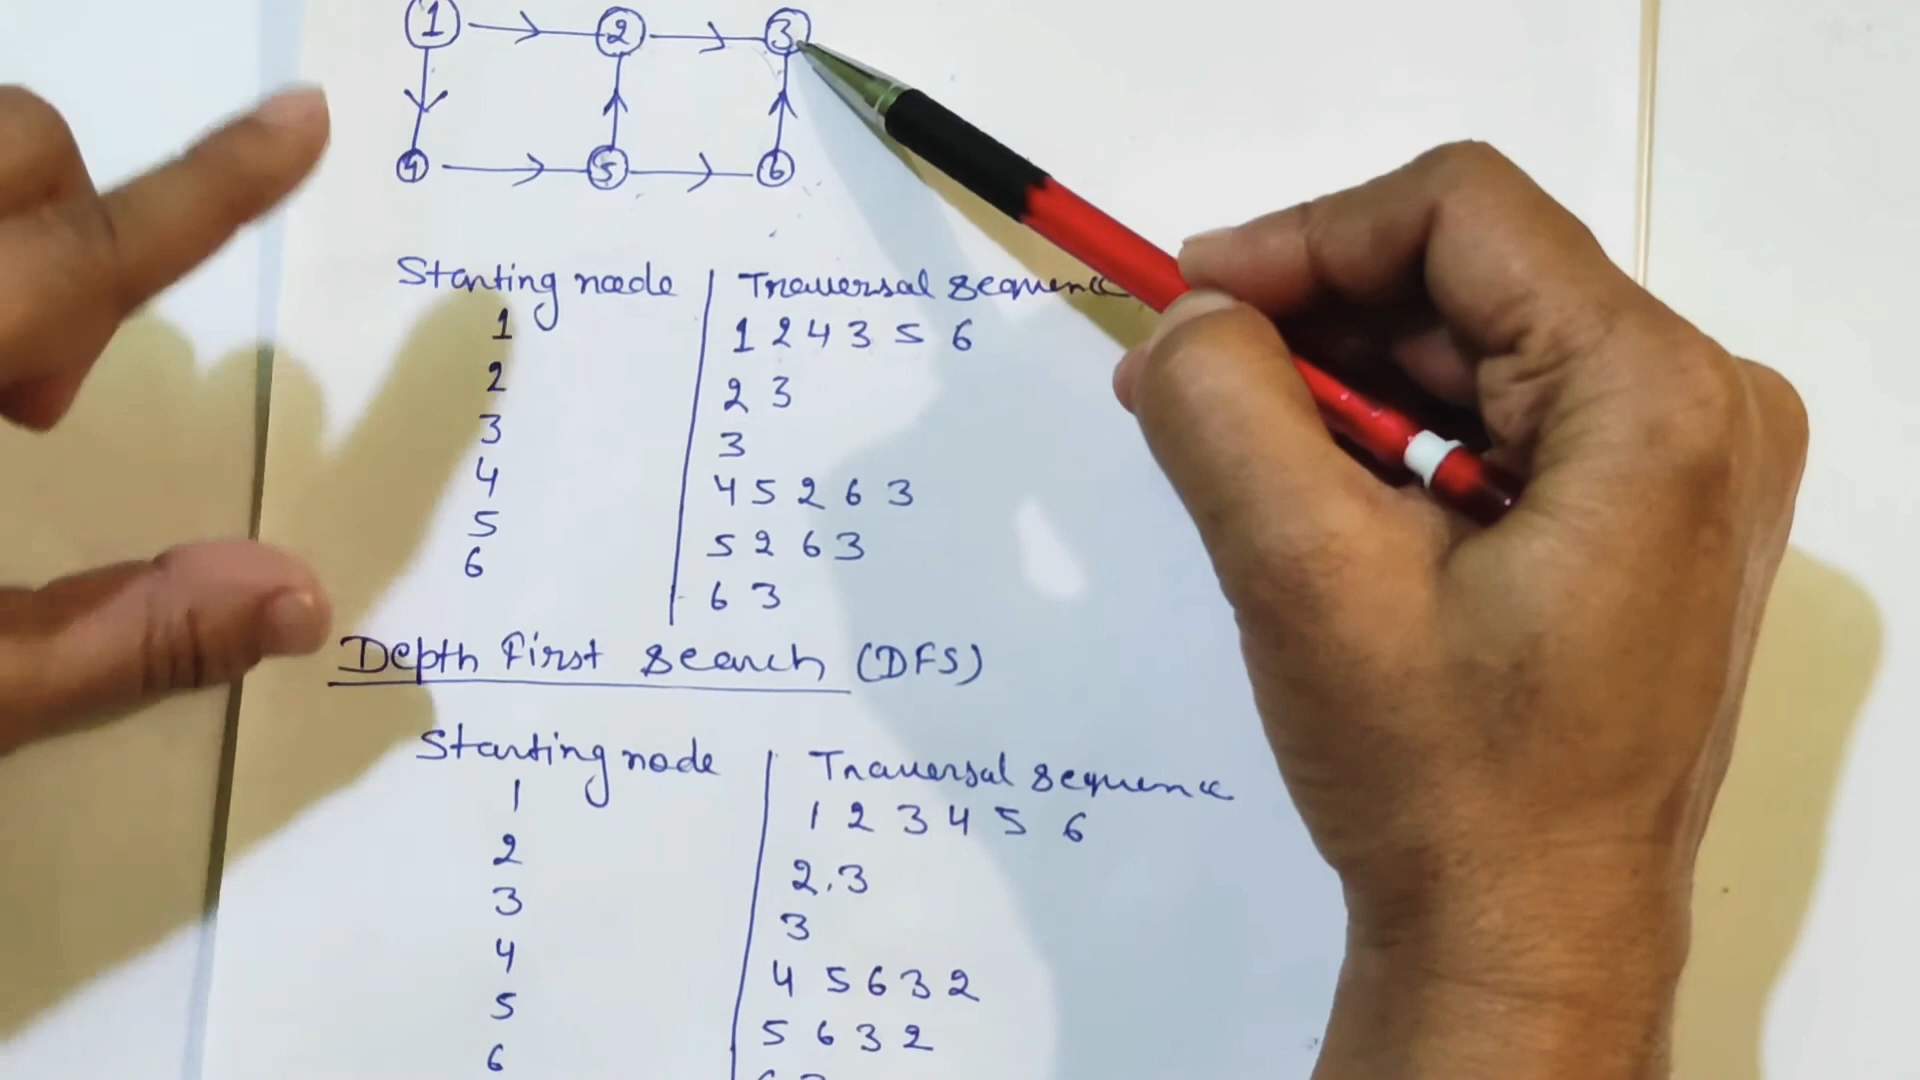 1 2 3
4 5 6
Starting node Traversal sequence
1 1 2 4 3 5 6
2 2 3
3 3
4 4 5 2 6 3
5 5 2 6 3
6 6 3
Depth First Search (DFS)
Starting node Traversal sequence
1 1 2 3 4 5 6
2 2.3
3 3
4 4 5 6 3 2
5 5 6 3 2
6